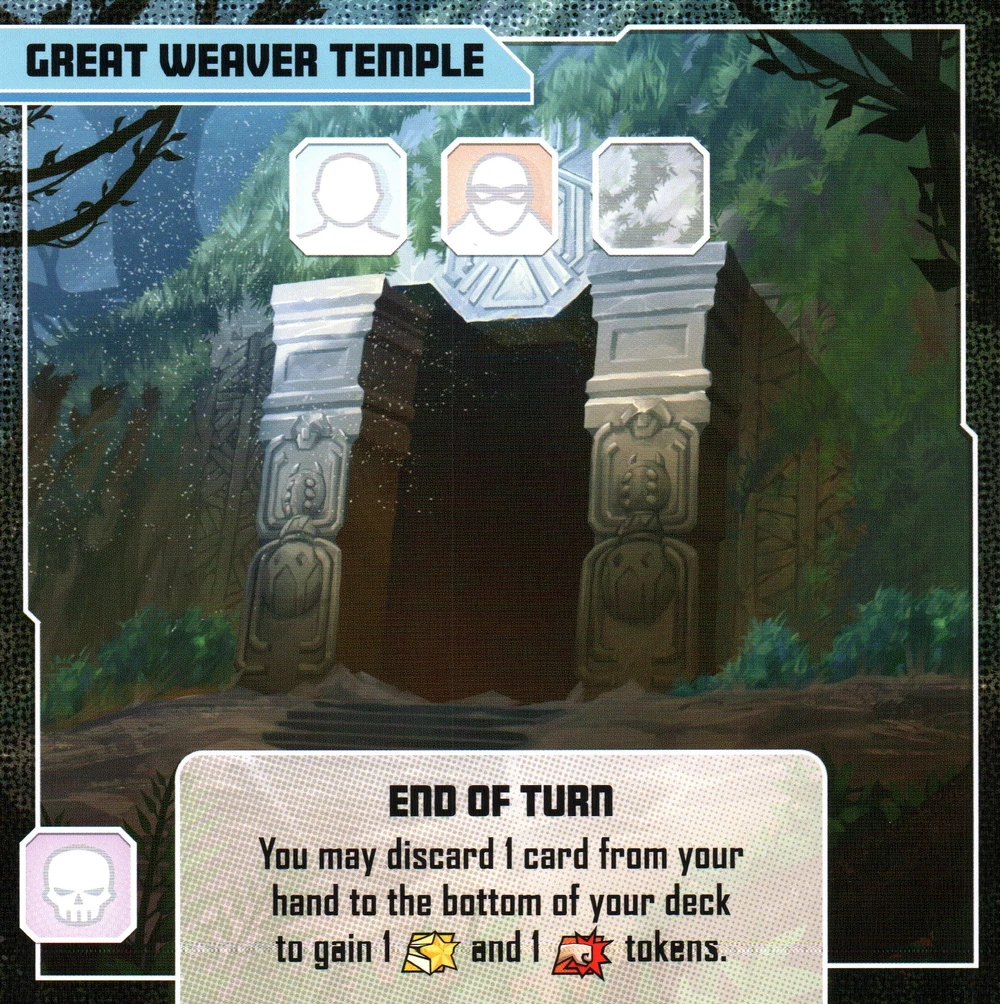 GREAT WEAVER TEMPLE
END OF TURN
You may discard 1 card from your
hand to the bottom of your deck
to gain 1 and 1 tokens.